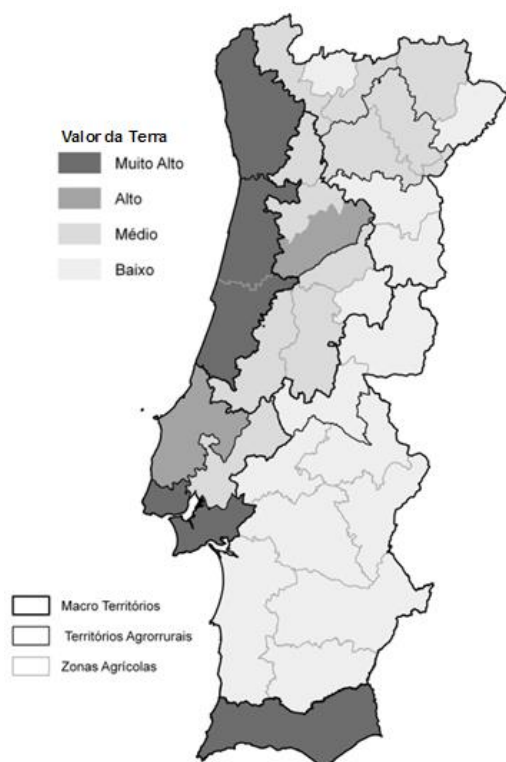 Valor da Terra
Muito Alto
Alto
Médio
Baixo
Macro Territórios
Territórios Agrorrurais
Zonas Agrícolas